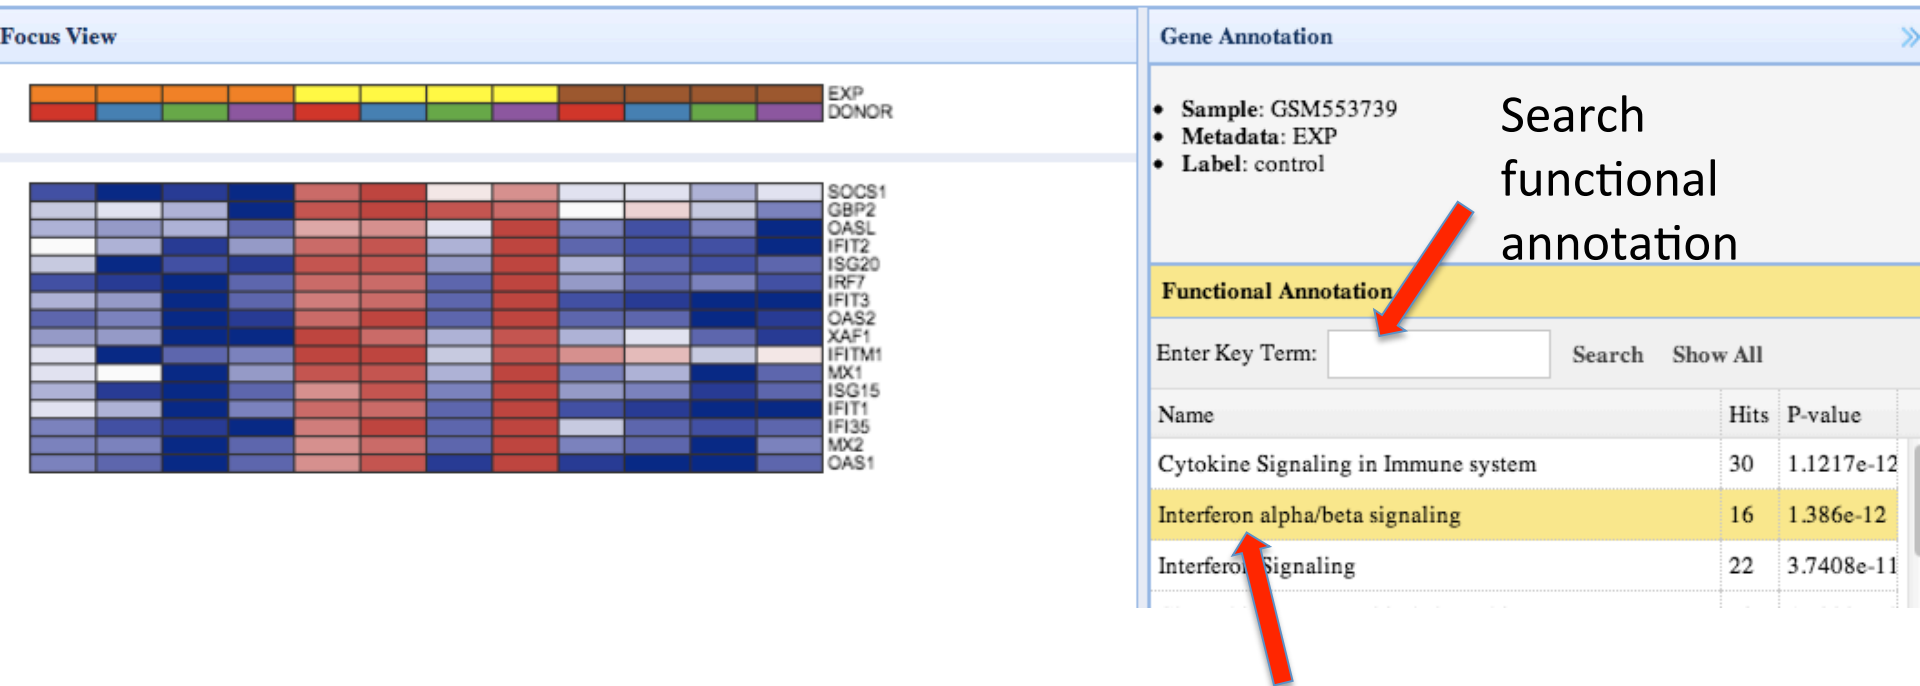 Focus View
EXP
DONOR
SOCS1
GBP2
OASL
IFIT2
ISG20
IRF7
IFIT3
OAS2
XAF1
IFITM1
MX1
ISG15
IFIT1
IFI35
MX2
OAS1
Gene Annotation
Sample: GSM553739
Metadata: EXP
Label: control
Search
functional
annotation
Functional Annotation
Enter Key Term: Search Show All
Name Hits P-value
Cytokine Signaling in Immune system 30 1.1217e-12
Interferon alpha/beta signaling 16 1.386e-12
Interferon Signaling 22 3.7408e-11